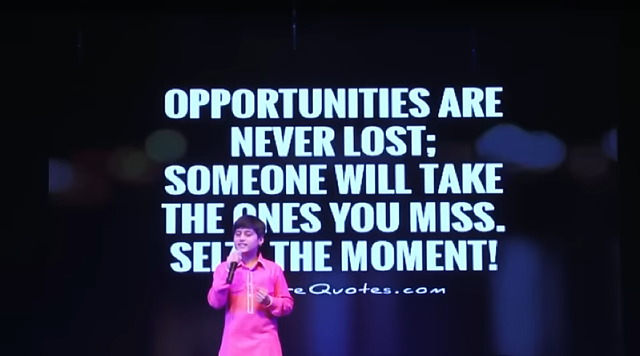 OPPORTUNITIES ARE
NEVER LOST;
SOMEONE WILL TAKE
THE ONES YOU MISS.
THE MOMENT!